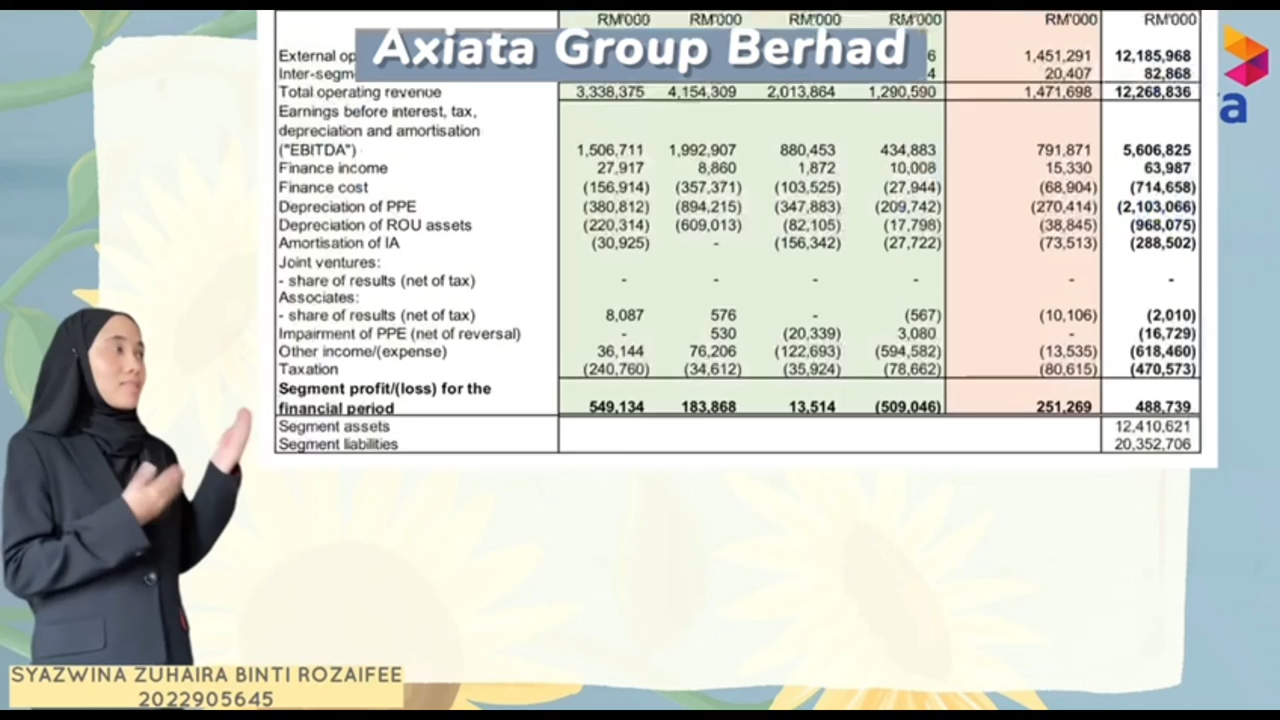 RM'000 RM'000 RM'000 RM'000 RM'000 RM'000
Axiata Group Berhad
External op 6 1,451,291 12,185,968
Inter-segm 4 20,407 82,868
Total operating revenue 3,338,375 4,154,309 2,013,864 1,290,590 1,471,698 12,268,836
Earnings before interest, tax,
depreciation and amortisation
("EBITDA") 1,506,711 1,992,907 880,453 434,883 791,871 5,606,825
Finance income 27,917 8,860 1,872 10,008 15,330 63,987
Finance cost (156,914) (357,371) (103,525) (27,944) (68,904) (714,658)
Depreciation of PPE (380,812) (894,215) (347,883) (209,742) (270,414) (2,103,066)
Depreciation of ROU assets (220,314) (609,013) (82,105) (17,798) (38,845) (968,075)
Amortisation of IA (30,925) - (156,342) (27,722) (73,513) (288,502)
Joint ventures:
- share of results (net of tax) - - - - - -
Associates:
- share of results (net of tax) 8,087 576 - (567) (10,106) (2,010)
Impairment of PPE (net of reversal) - 530 (20,339) 3,080 - (16,729)
Other income/(expense) 36,144 76,206 (122,693) (594,582) (13,535) (618,460)
Taxation (240,760) (34,612) (35,924) (78,662) (80,615) (470,573)
Segment profit/(loss) for the
financial period 549,134 183,868 13,514 (509,046) 251,269 488,739
Segment assets 12,410,621
Segment liabilities 20,352,706
a
SYAZWINA ZUHAIRA BINTI ROZAIFEE
2022905645